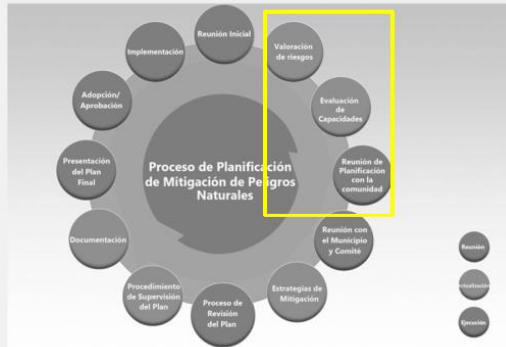 Reunión Inicial
Valoración
de riesgos
Evaluación
de
Capacidades
Reunión de
Planificación
con la
comunidad
Reunión con
el Municipio
y Comité
Estrategias de
Mitigación
Proceso de
Revisión
del Plan
Procedimiento
de Supervisión
del Plan
Documentación
Presentación
del Plan
Final
Adopción/
Aprobación
Implementación
Proceso de Planificación
de Mitigación de Peligros
Naturales
Reunión
Ejecución